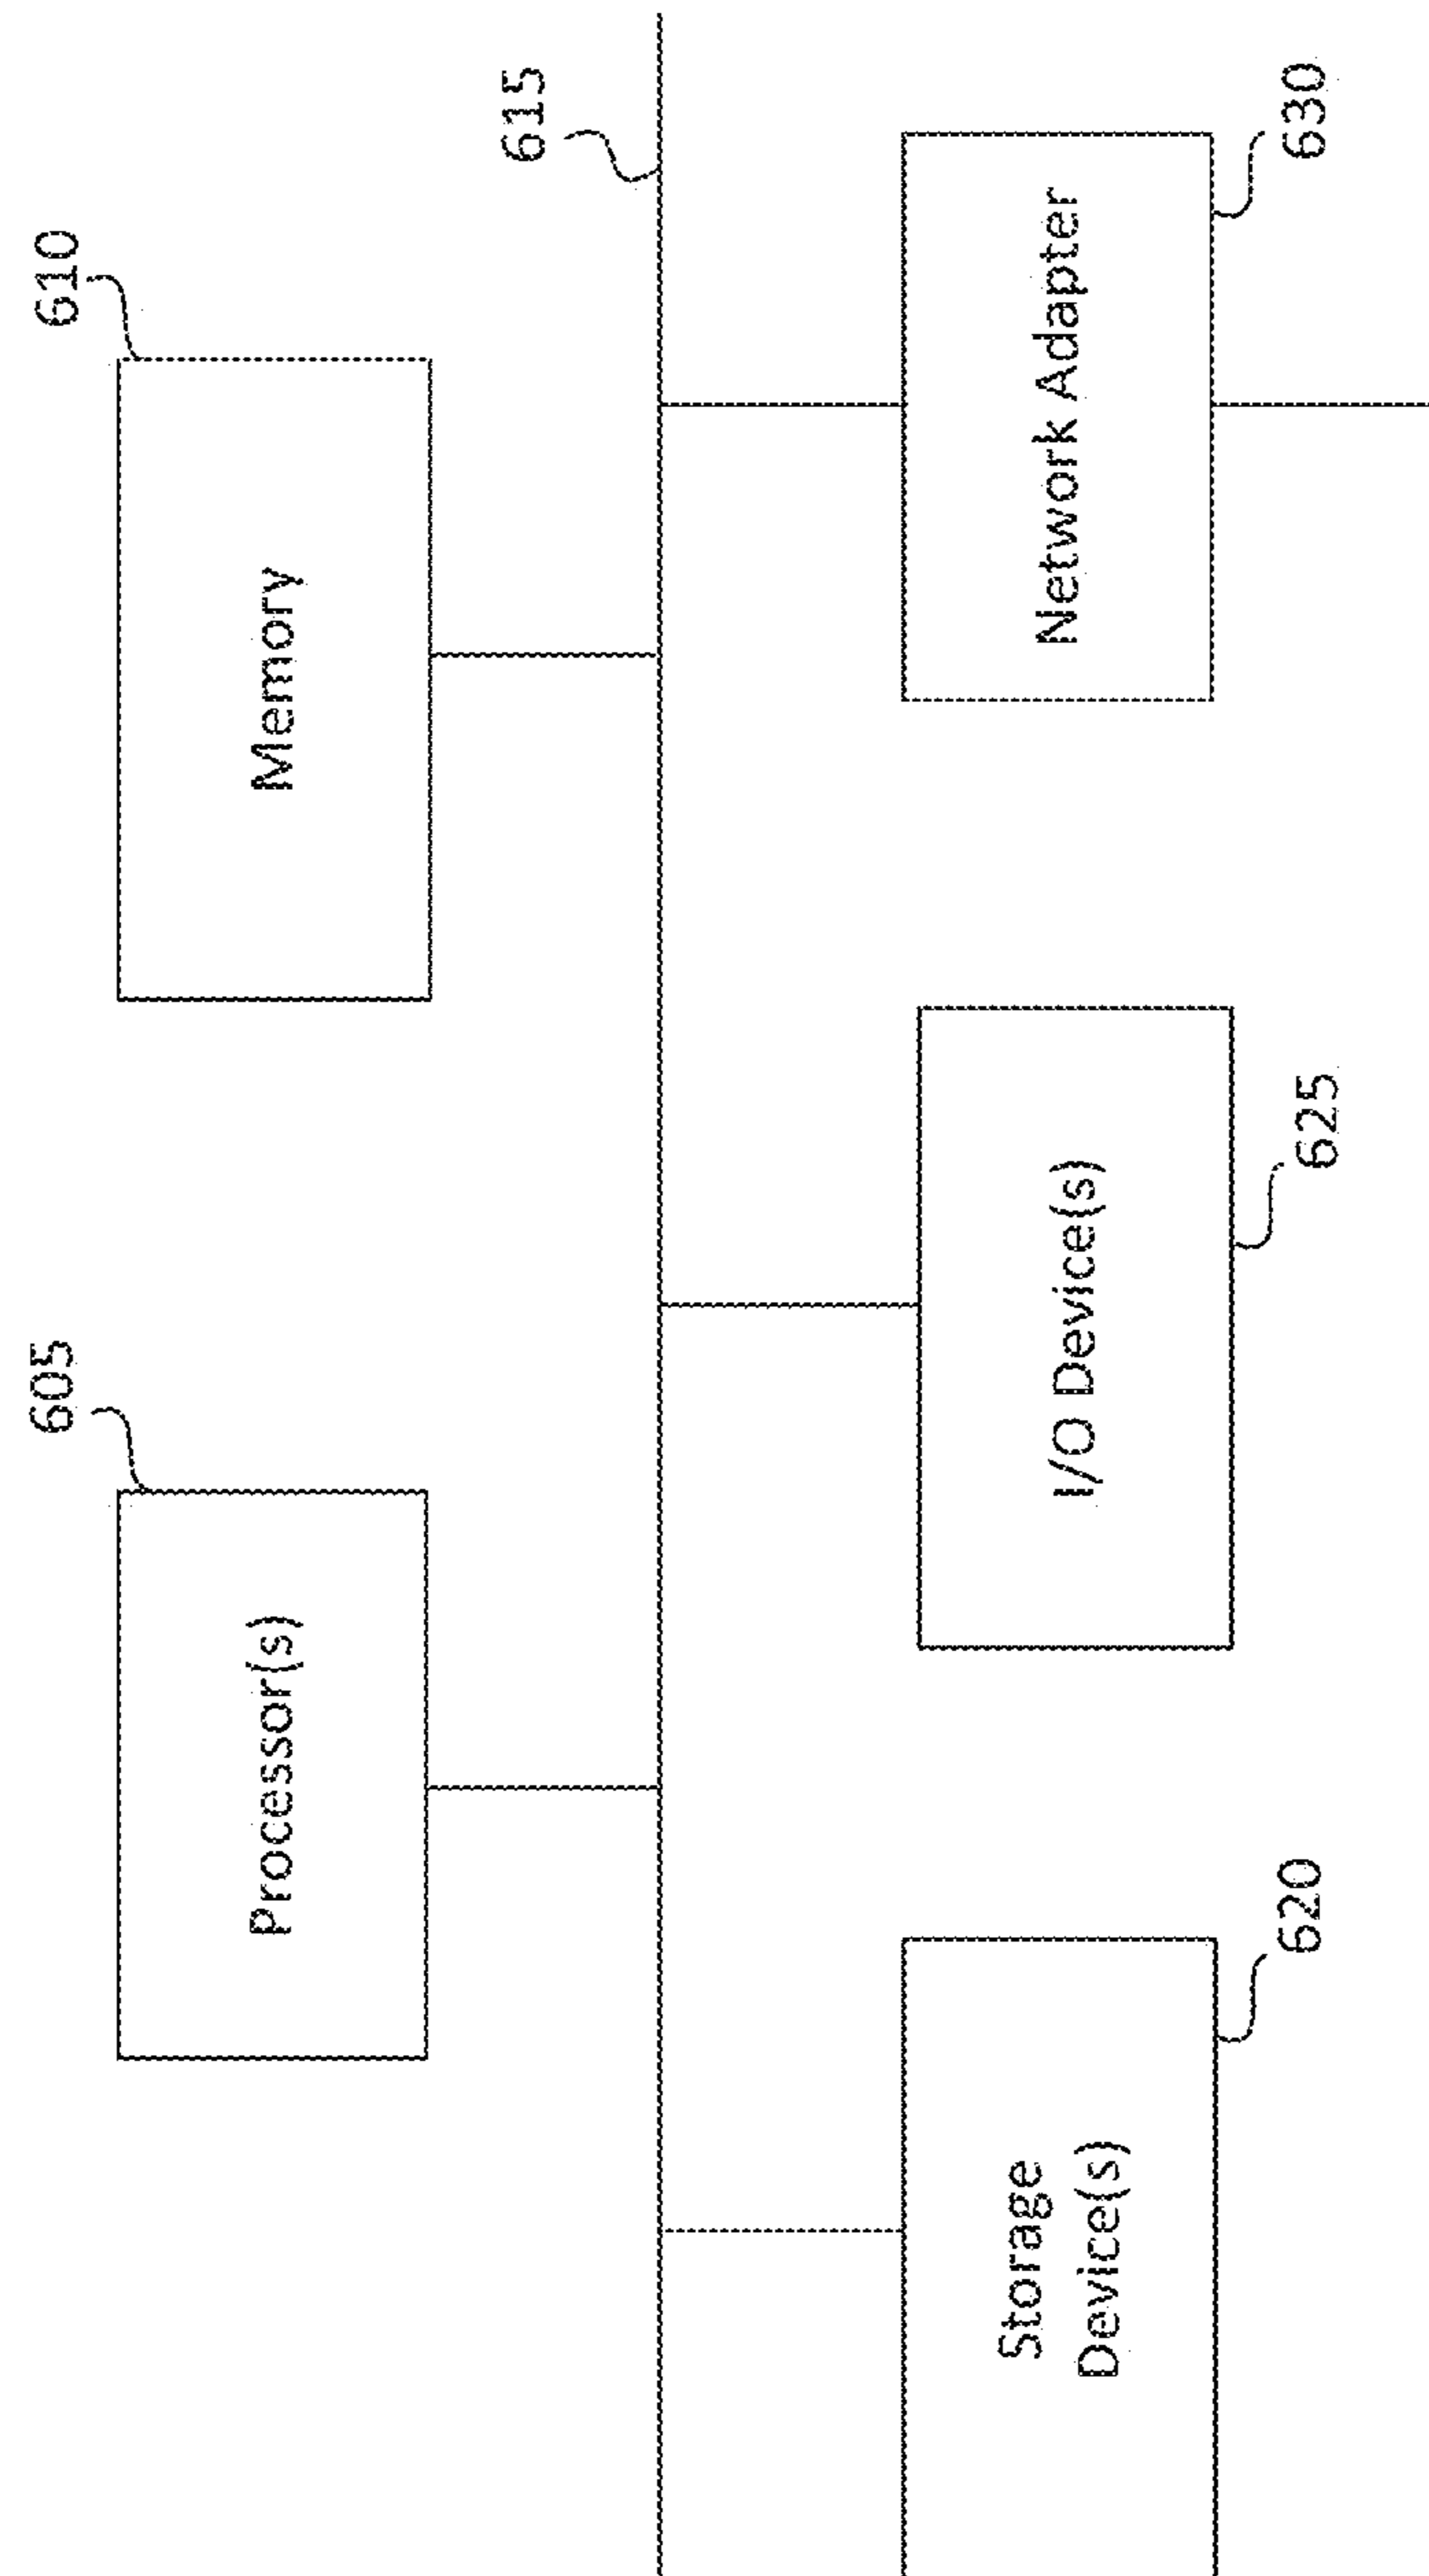 605
610
Processor(s)
Memory
615
Storage
Device(s)
I/O Device(s)
Network Adapter
620
625
630